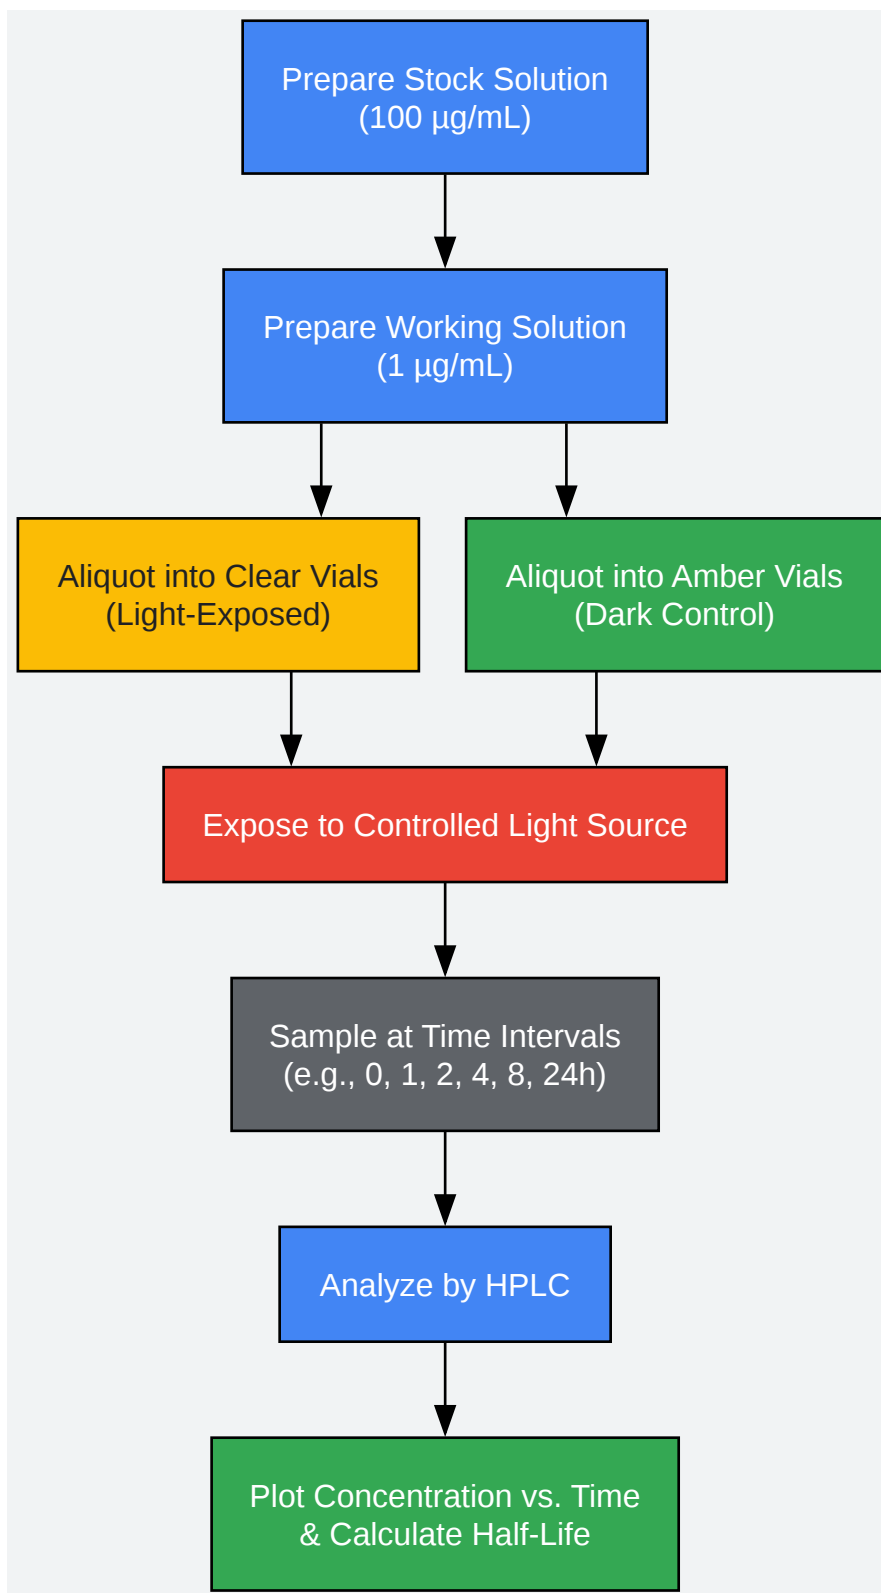 Prepare Stock Solution
(100 µg/mL)
Prepare Working Solution
(1 µg/mL)
Aliquot into Clear Vials
(Light-Exposed)
Aliquot into Amber Vials
(Dark Control)
Expose to Controlled Light Source
Sample at Time Intervals
(e.g., 0, 1, 2, 4, 8, 24h)
Analyze by HPLC
Plot Concentration vs. Time
& Calculate Half-Life